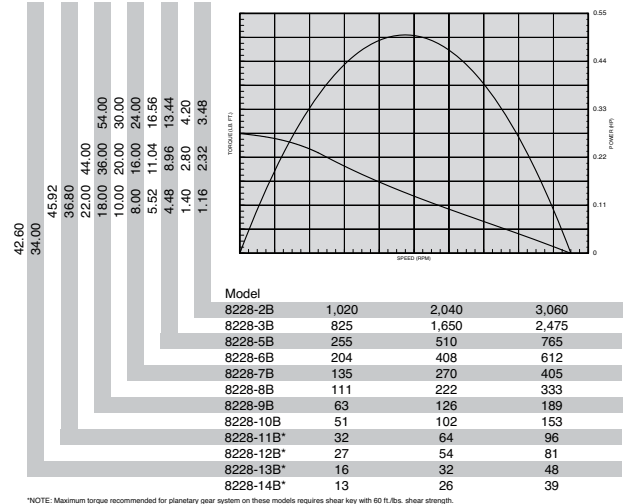 42.60
34.00
45.92
36.80
22.00 44.00
18.00 36.00 54.00
10.00 20.00 30.00
8.00 16.00 24.00
5.52 11.04 16.56
4.48 8.96 13.44
1.40 2.80 4.20
1.16 2.32 3.48
TORQUE(LB. FT.)
0.55
0.44
0.33
0.22
0.11
0
POWER (HP)
SPEED (RPM)
Model
8228-2B 1,020 2,040 3,060
8228-3B 825 1,650 2,475
8228-5B 255 510 765
8228-6B 204 408 612
8228-7B 135 270 405
8228-8B 111 222 333
8228-9B 63 126 189
8228-10B 51 102 153
8228-11B* 32 64 96
8228-12B* 27 54 81
8228-13B* 16 32 48
8228-14B* 13 26 39
*NOTE: Maximum torque recommended for planetary gear system on these models requires shear key with 60 ft./lbs. shear strength.